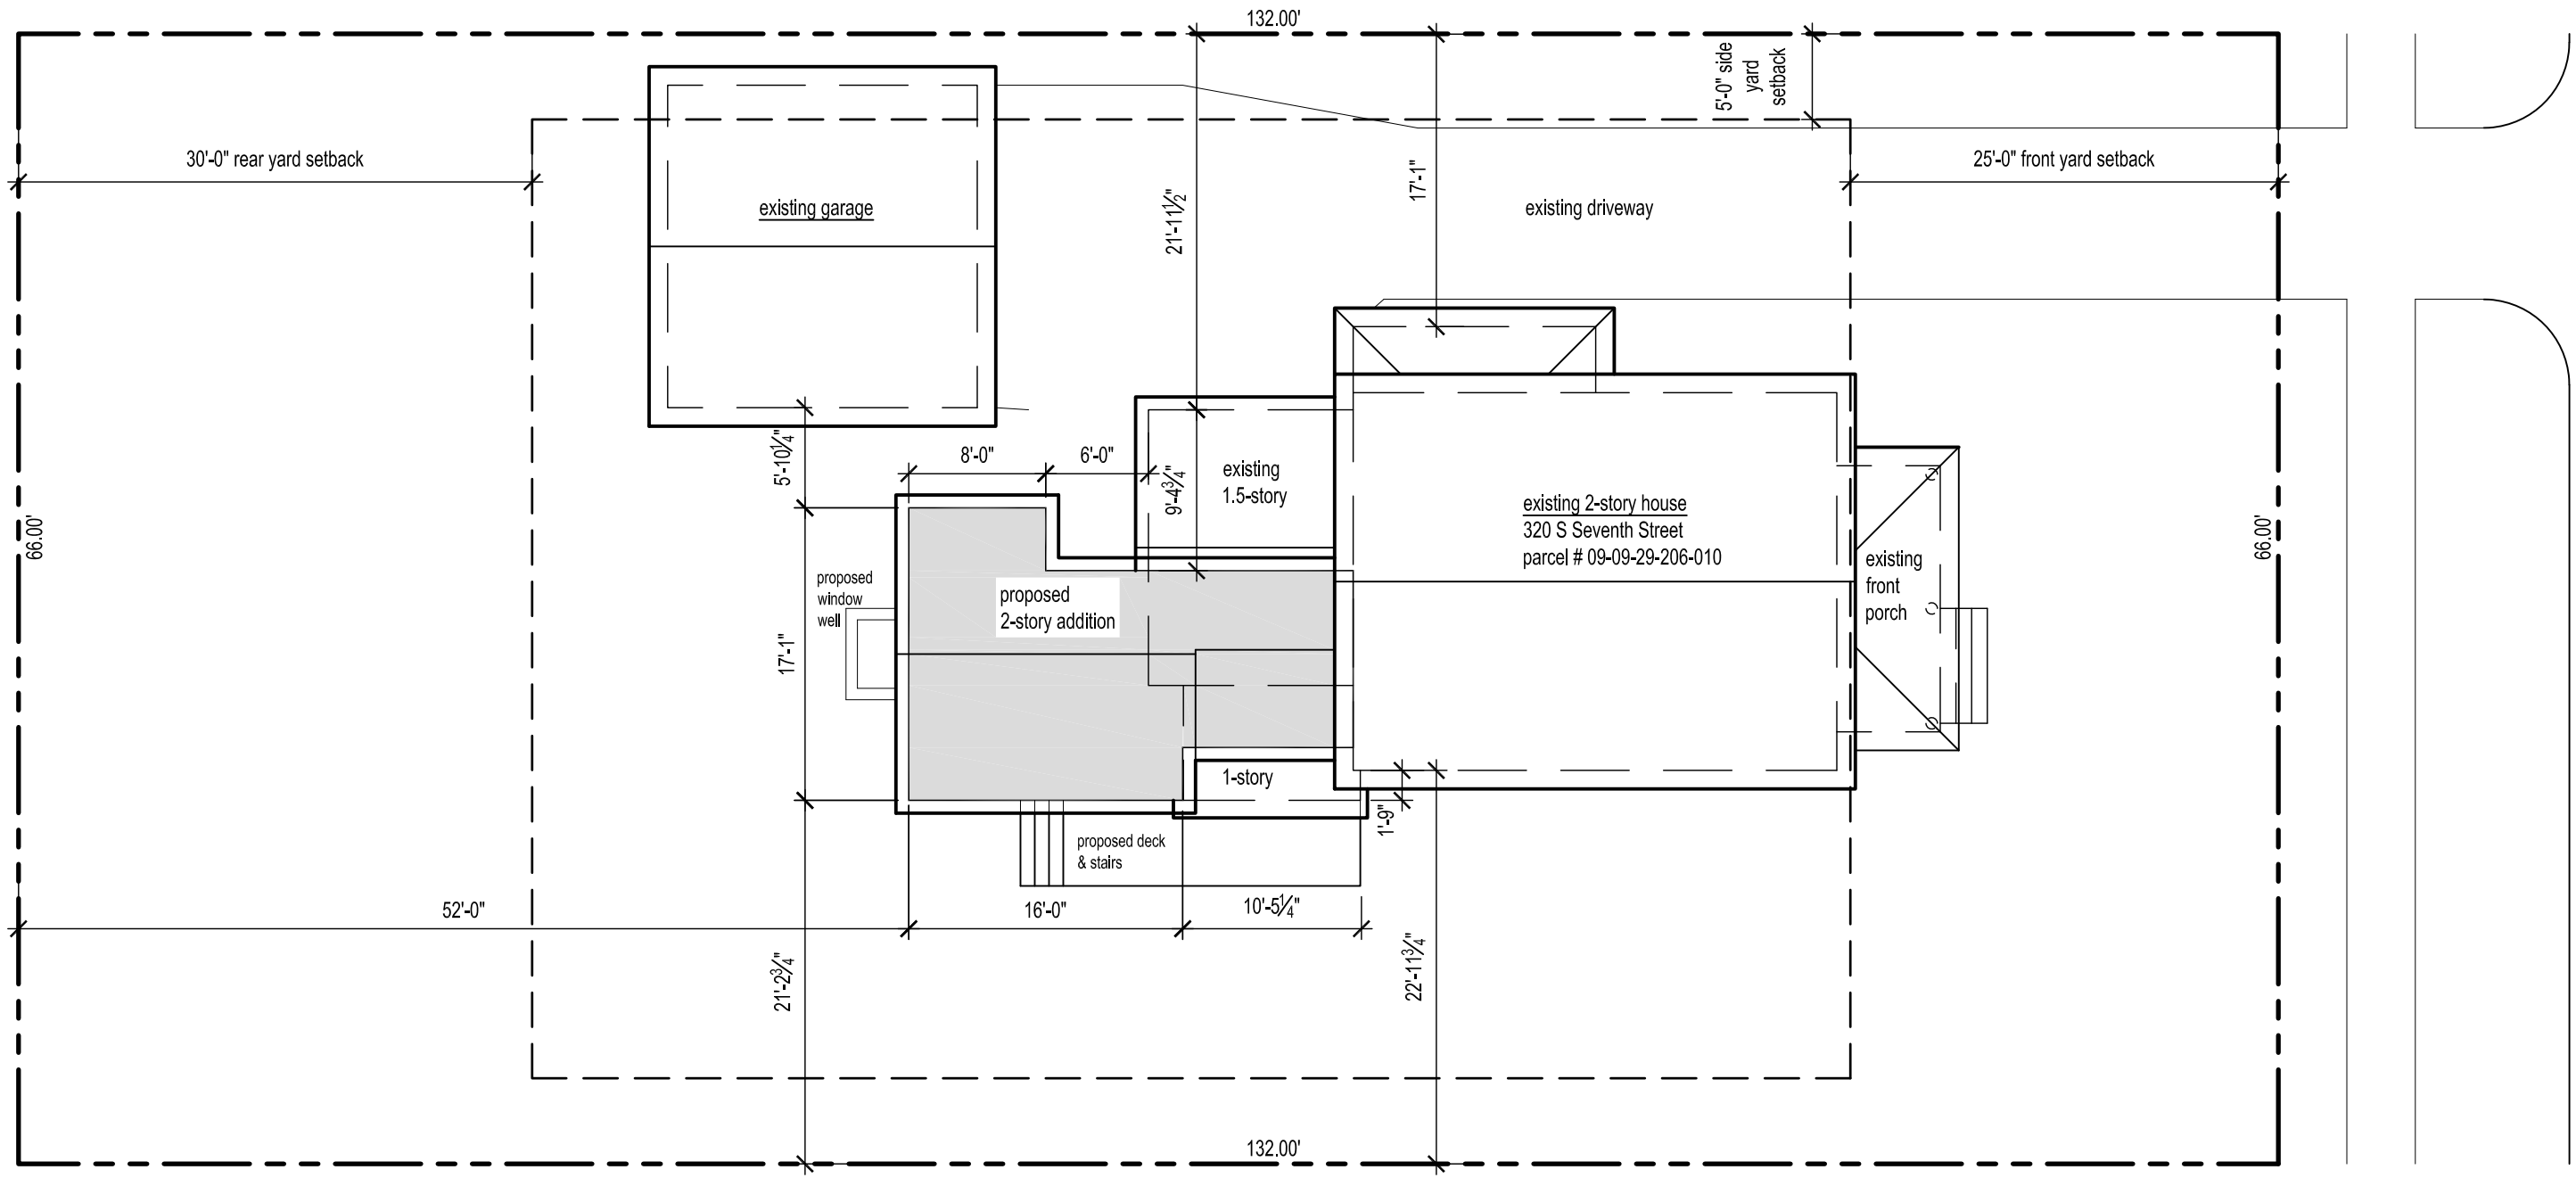 132.00'
5'-0" side
yard
setback
30'-0" rear yard setback
25'-0" front yard setback
existing garage
21'-11½"
17'-1"
existing driveway
5'-10¼"
8'-0"
6'-0"
9'-4¾"
existing
1.5-story
existing 2-story house
320 S Seventh Street
parcel # 09-09-29-206-010
66.00'
66.00'
existing
front
porch
proposed
window
well
proposed
2-story addition
17'-1"
1-story
1'-9"
proposed deck
& stairs
52'-0"
16'-0"
10'-5¼"
21'-2¾"
22'-11¾"
132.00'